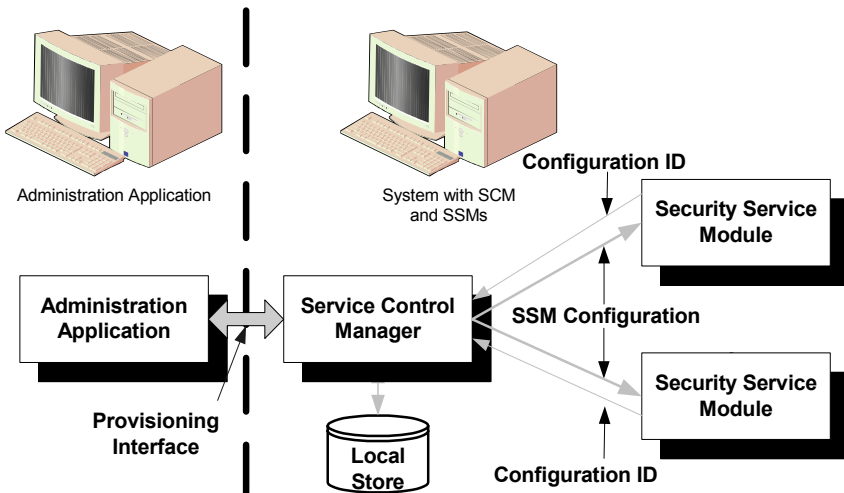 Administration Application
System with SCM
and SSMs
Configuration ID
Security Service
Module
Administration
Application
Service Control
Manager
SSM Configuration
Security Service
Module
Provisioning
Interface
Local
Store
Configuration ID